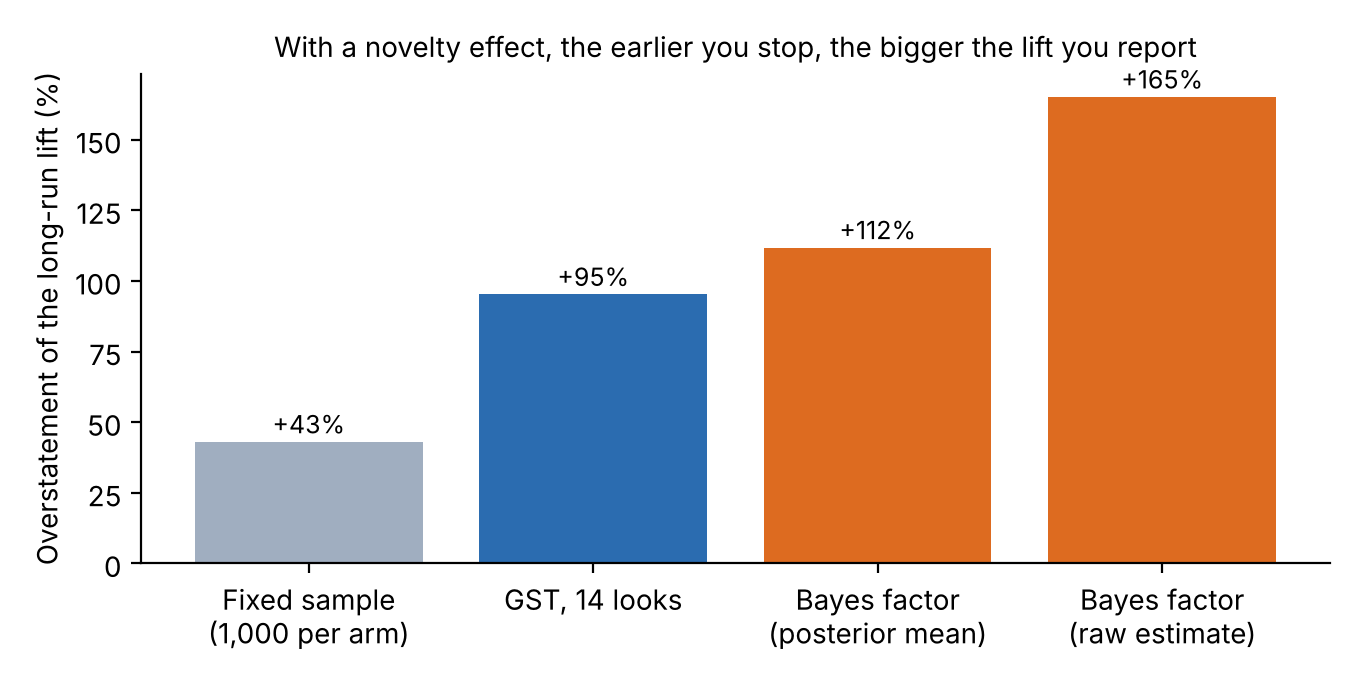 With a novelty effect, the earlier you stop, the bigger the lift you report
Overstatement of the long-run lift (%)
150
125
100
75
50
25
0
+43%
+95%
+112%
+165%
Fixed sample
(1,000 per arm)
GST, 14 looks
Bayes factor
(posterior mean)
Bayes factor
(raw estimate)